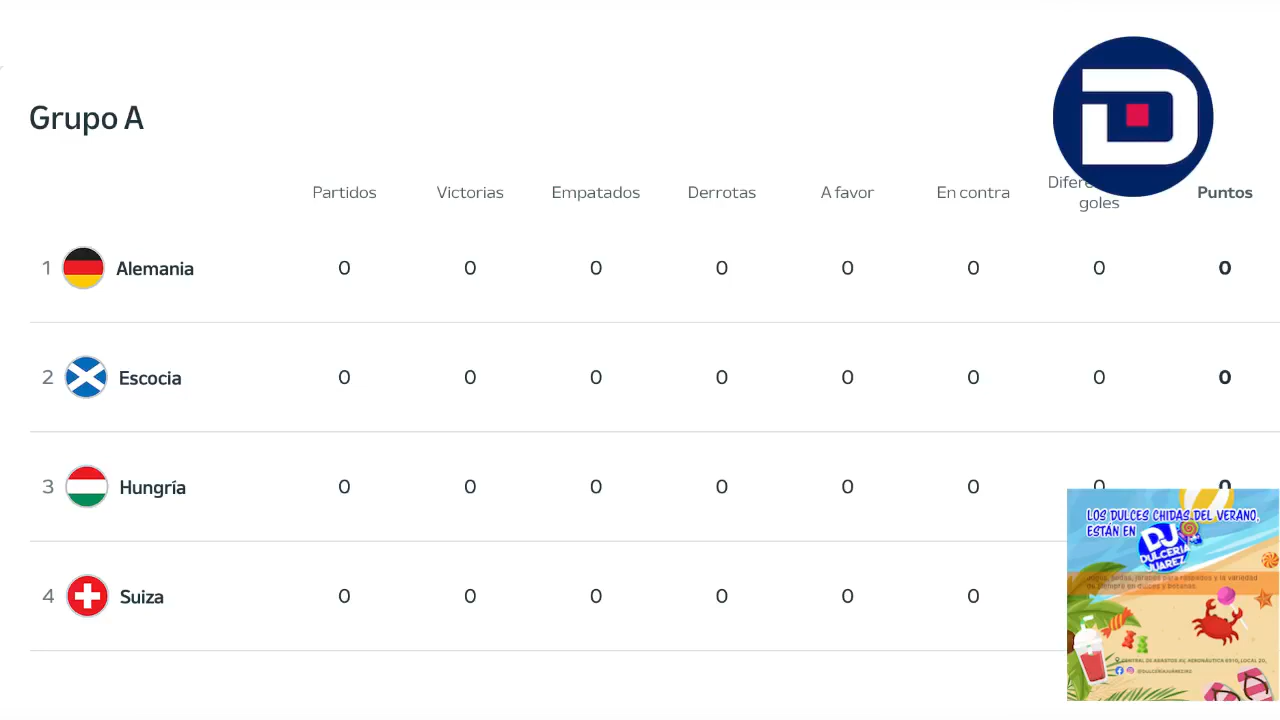 Grupo A
Partidos Victorias Empatados Derrotas A favor En contra goles Puntos
1 Alemania 0 0 0 0 0 0 0 0
2 Escocia 0 0 0 0 0 0 0 0
3 Hungría 0 0 0 0 0 0 0 0
4 Suiza 0 0 0 0 0 0
LOS DULCES CHIDAS DEL VERANO,
ESTÁN EN
DJ
DULCERIA
JUAREZ